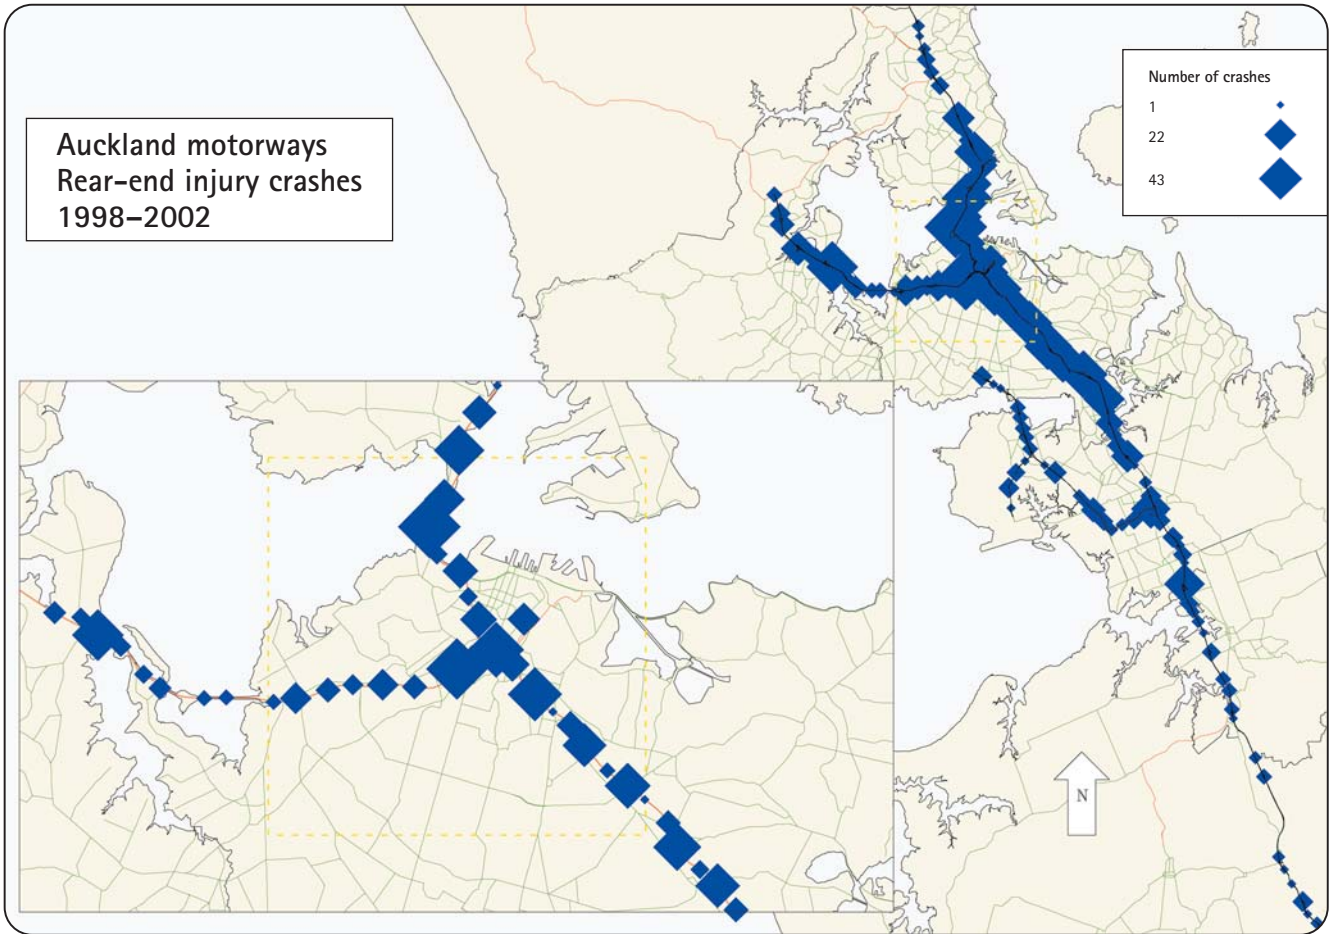 Auckland motorways
Rear-end injury crashes
1998–2002
Number of crashes
1
22
43
N